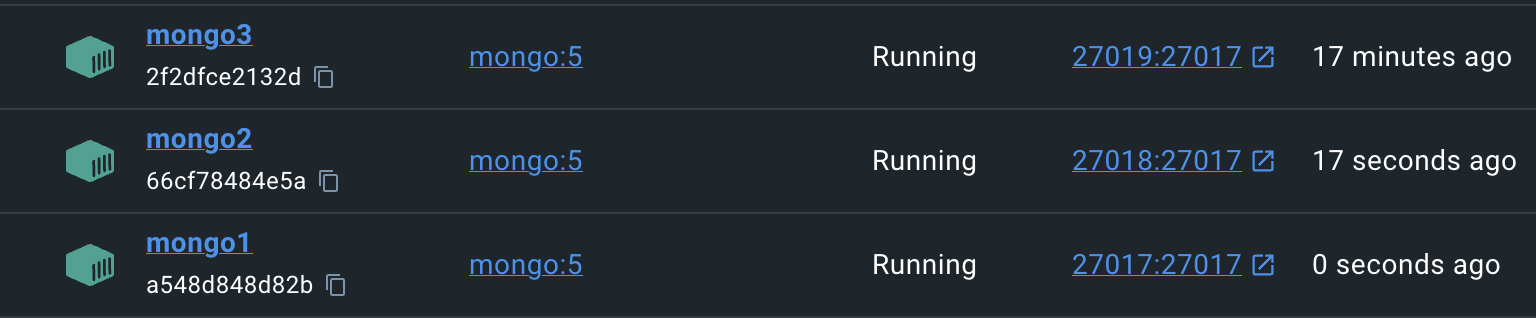 mongo3
2f2dfce2132d
mongo:5
Running
27019:27017
17 minutes ago
mongo2
66cf78484e5a
mongo:5
Running
27018:27017
17 seconds ago
mongo1
a548d848d82b
mongo:5
Running
27017:27017
0 seconds ago